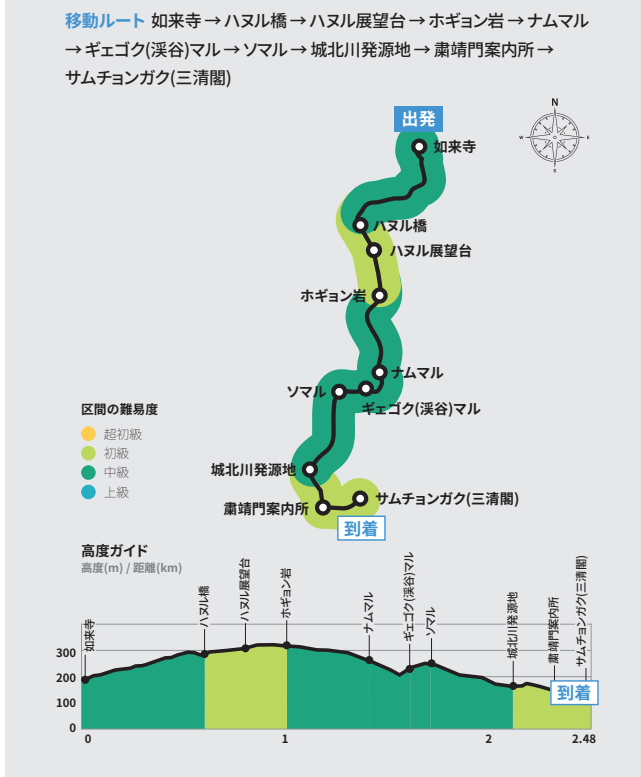 移動ルート 如来寺 → ハヌル橋 → ハヌル展望台 → ホギョン岩 → ナムマル
→ ギェゴク(渓谷)マル → ソマル → 城北川発源地 → 粛靖門案内所 →
サムチョンガク(三清閣)
出発
N
W
E
S
如来寺
ハヌル橋
ハヌル展望台
ホギョン岩
ナムマル
ソマル
ギェゴク(渓谷)マル
区間の難易度
超初級
初級
中級
上級
城北川発源地
サムチョンガク(三清閣)
粛靖門案内所
到着
高度ガイド
高度(m) / 距離(km)
如来寺
ハヌル橋
ハヌル展望台
ホギョン岩
ナムマル
ギェゴク(渓谷)マル
ソマル
城北川発源地
粛靖門案内所
サムチョンガク(三清閣)
300
200
100
0
到着
0
1
2
2.48